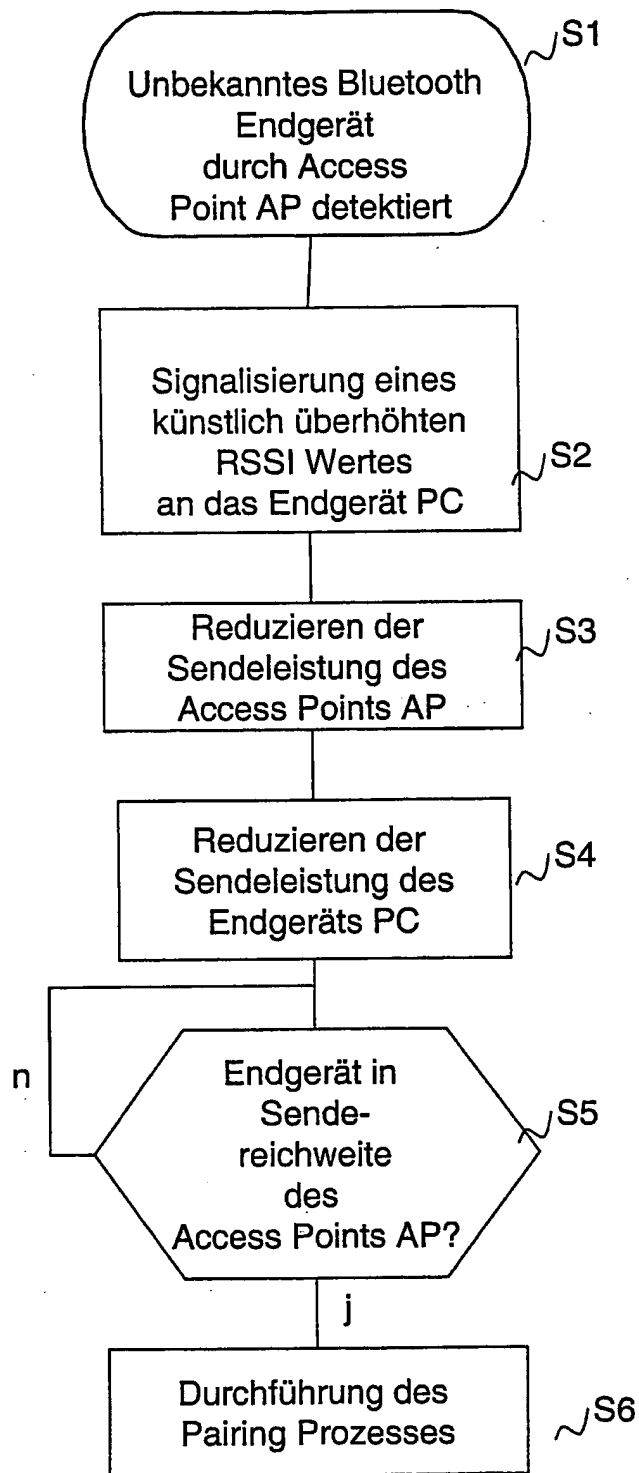 S1
Unbekanntes Bluetooth
Endgerät
durch Access
Point AP detektiert
Signalisierung eines
künstlich überhöhten
RSSI Wertes
an das Endgerät PC
S2
Reduzieren der
Sendeleistung des
Access Points AP
S3
Reduzieren der
Sendeleistung des
Endgeräts PC
S4
n
Endgerät in
Sende-
reichweite
des
Access Points AP?
S5
j
Durchführung des
Pairing Prozesses
S6